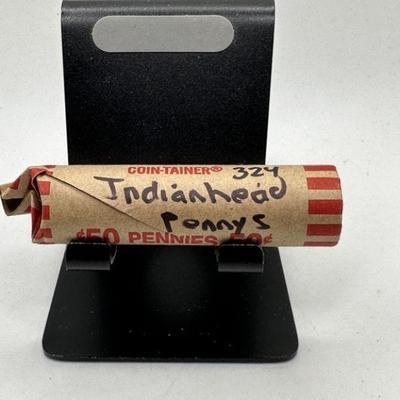 COIN-TAINER® 324
Indianhead
Pennys
¢50 PENNIES 50¢